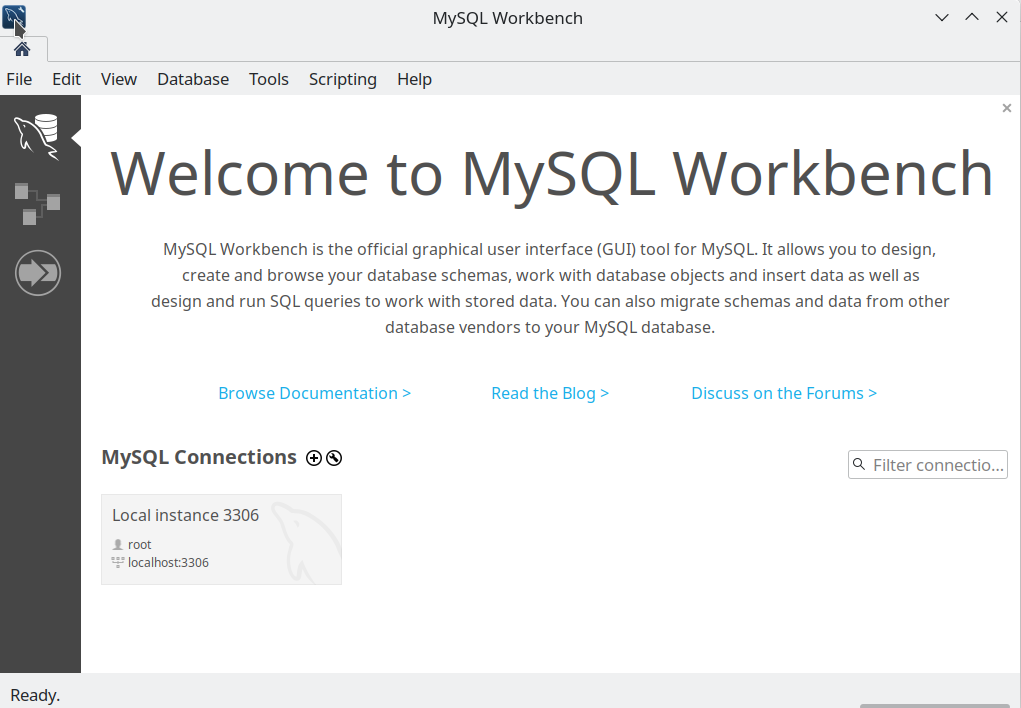 MySQL Workbench
File Edit View Database Tools Scripting Help
Welcome to MySQL Workbench
MySQL Workbench is the official graphical user interface (GUI) tool for MySQL. It allows you to design,
create and browse your database schemas, work with database objects and insert data as well as
design and run SQL queries to work with stored data. You can also migrate schemas and data from other
database vendors to your MySQL database.
Browse Documentation > Read the Blog > Discuss on the Forums >
MySQL Connections
Filter connectio...
Local instance 3306
root
localhost:3306
Ready.